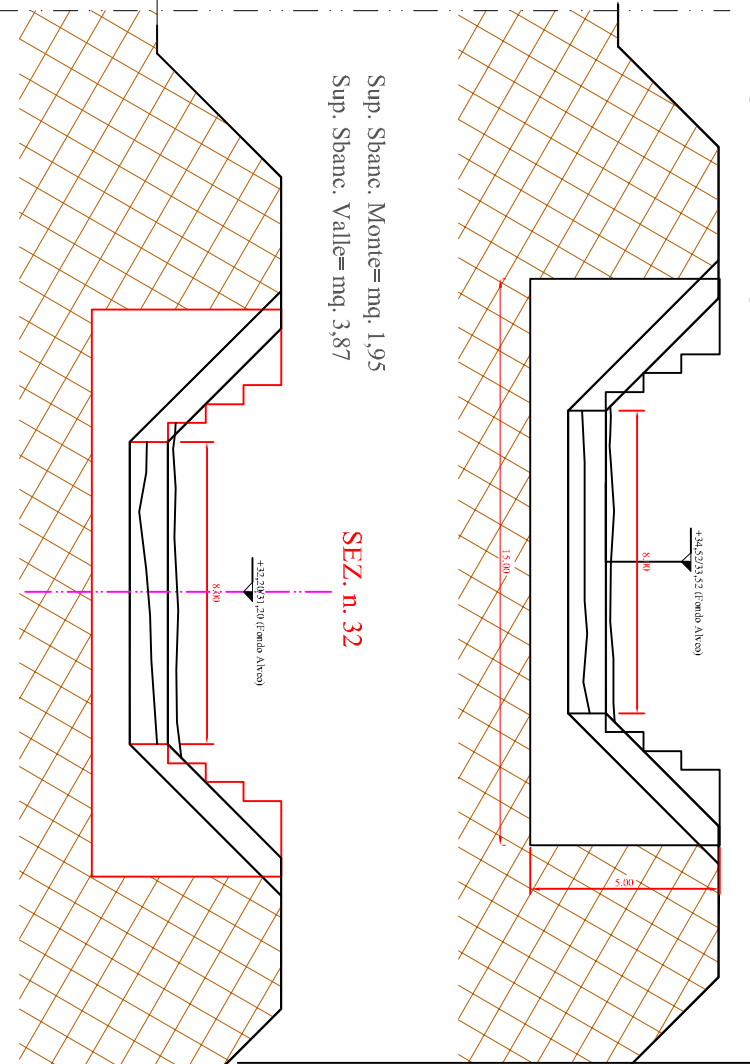 +34,52/33,52 (Fondo Alveo)
8.00
15.00
5.00
Sup. Sbanc. Monte= mq. 1,95
Sup. Sbanc. Valle= mq. 3,87
SEZ. n. 32
+32,20/31,20 (Fondo Alveo)
8.00